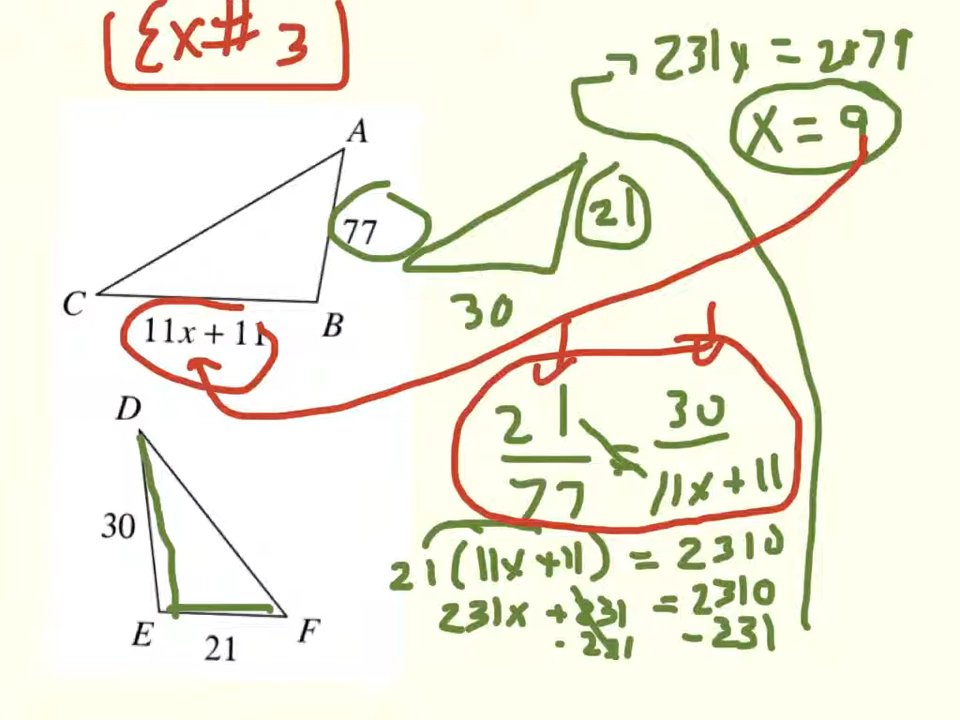 {x# 3
¬ 231x = 2079
x = 9
A
77
21
C
B
11x + 11
30
D
21 = 30
77 11x+11
30
21(11x+11) = 2310
231x + 231 = 2310
- 231 -231
E
F
21